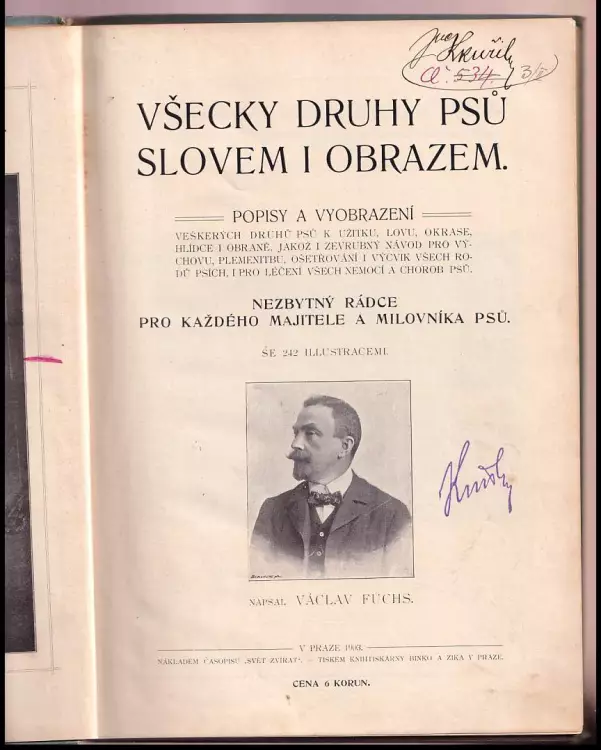 534.
3/I
VŠECKY DRUHY PSŮ
SLOVEM I OBRAZEM.
POPISY A VYOBRAZENÍ
VEŠKERÝCH DRUHŮ PSŮ K UŽITKU, LOVU, OKRASE,
HLÍDCE I OBRANĚ, JAKOŽ I ZEVRUBNÝ NÁVOD PRO VÝ-
CHOVU, PLEMENITBU, OŠETŘOVÁNÍ I VÝCVIK VŠECH RO-
DŮ PSÍCH, I PRO LÉČENÍ VŠECH NEMOCÍ A CHOROB PSŮ.
NEZBYTNÝ RÁDCE
PRO KAŽDÉHO MAJITELE A MILOVNÍKA PSŮ.
SE 242 ILLUSTRACEMI.
NAPSAL VÁCLAV FUCHS.
V PRAZE 1903.
NÁKLADEM ČASOPISU „SVĚT ZVÍŘAT“. – TISKEM KNIHTISKÁRNY BINKO A ZIKA V PRAZE.
CENA 6 KORUN.